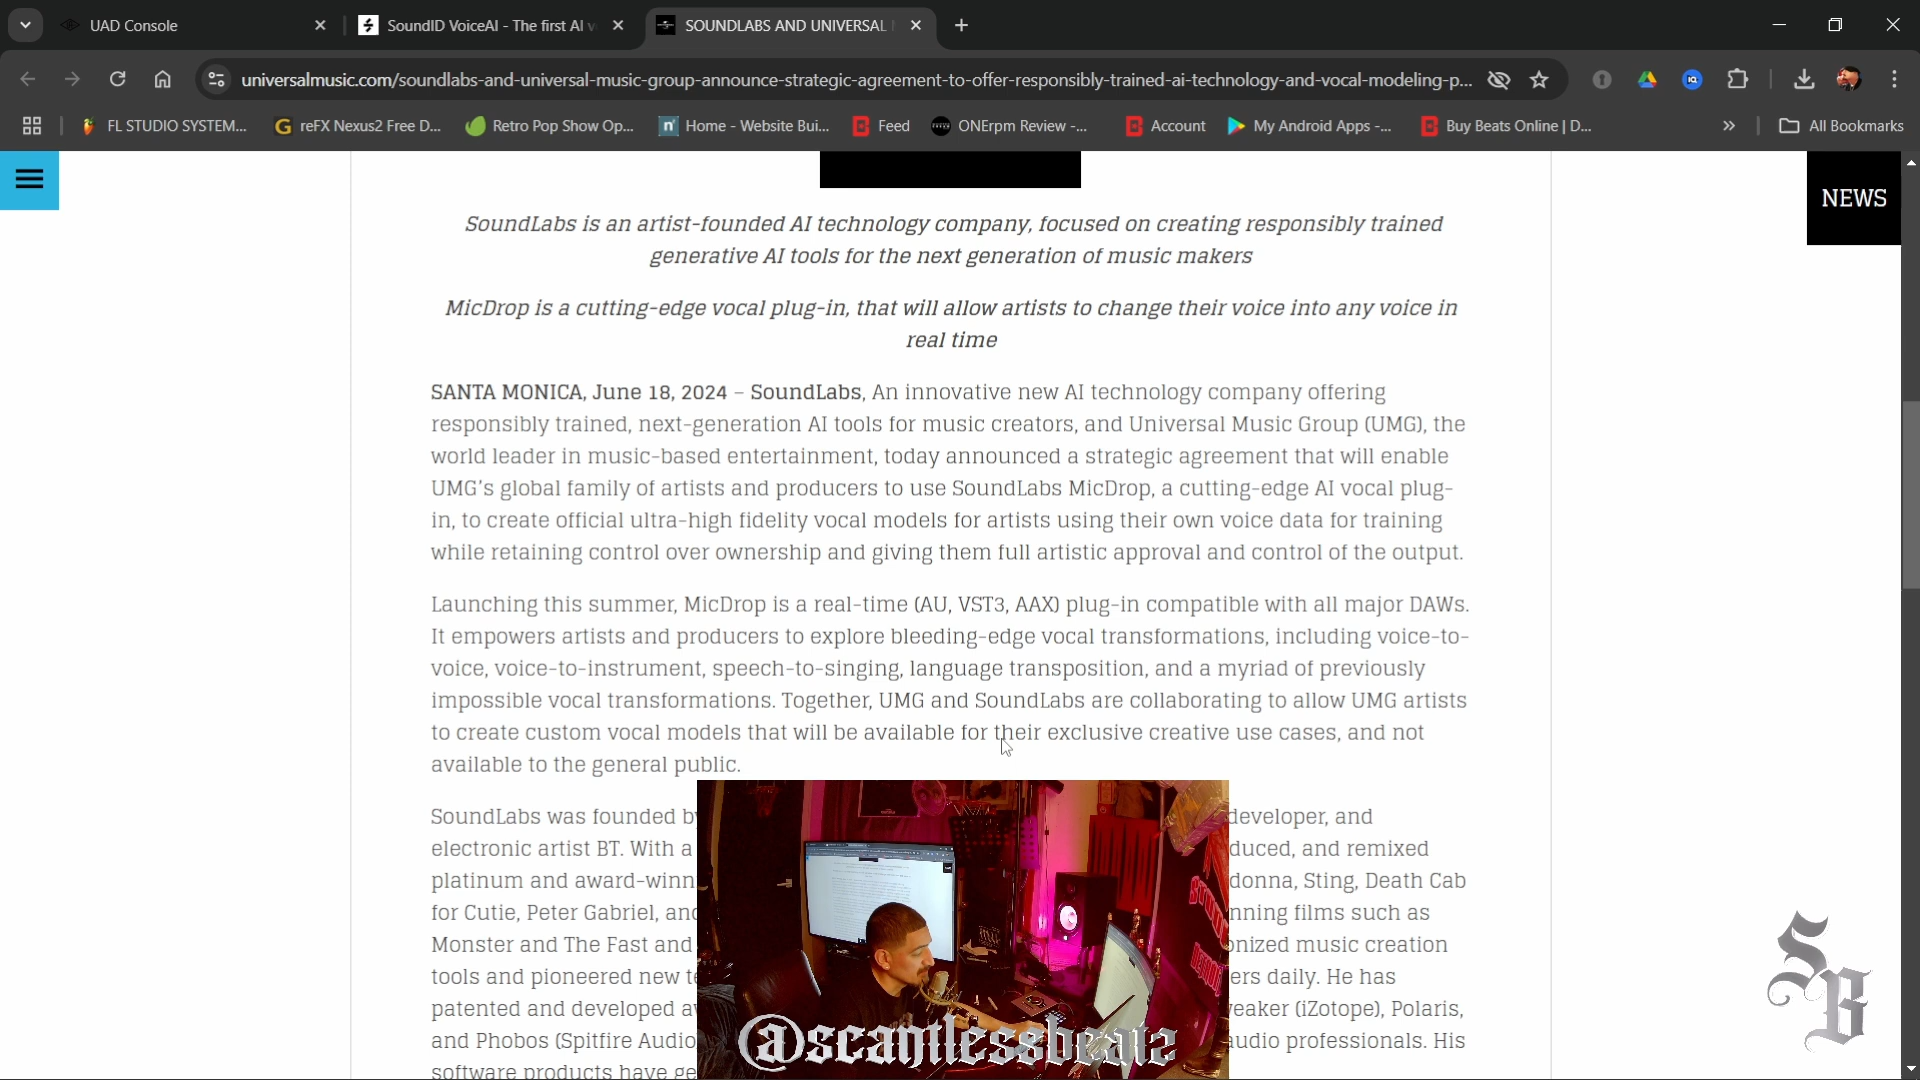 UAD Console
SoundID VoiceAI - The first AI v
SOUNDLABS AND UNIVERSAL
universalmusic.com/soundlabs-and-universal-music-group-announce-strategic-agreement-to-offer-responsibly-trained-ai-technology-and-vocal-modeling-p...
FL STUDIO SYSTEM...
reFX Nexus2 Free D...
Retro Pop Show Op...
Home - Website Bui...
Feed
ONErpm Review -...
Account
My Android Apps -...
Buy Beats Online | D...
All Bookmarks
NEWS
SoundLabs is an artist-founded AI technology company, focused on creating responsibly trained
generative AI tools for the next generation of music makers
MicDrop is a cutting-edge vocal plug-in, that will allow artists to change their voice into any voice in
real time
SANTA MONICA, June 18, 2024 – SoundLabs, An innovative new AI technology company offering
responsibly trained, next-generation AI tools for music creators, and Universal Music Group (UMG), the
world leader in music-based entertainment, today announced a strategic agreement that will enable
UMG's global family of artists and producers to use SoundLabs MicDrop, a cutting-edge AI vocal plug-
in, to create official ultra-high fidelity vocal models for artists using their own voice data for training
while retaining control over ownership and giving them full artistic approval and control of the output.
Launching this summer, MicDrop is a real-time (AU, VST3, AAX) plug-in compatible with all major DAWs.
It empowers artists and producers to explore bleeding-edge vocal transformations, including voice-to-
voice, voice-to-instrument, speech-to-singing, language transposition, and a myriad of previously
impossible vocal transformations. Together, UMG and SoundLabs are collaborating to allow UMG artists
to create custom vocal models that will be available for their exclusive creative use cases, and not
available to the general public.
SoundLabs was founded b developer, and
electronic artist BT. With a duced, and remixed
platinum and award-winn donna, Sting, Death Cab
for Cutie, Peter Gabriel, and nning films such as
Monster and The Fast and onized music creation
tools and pioneered new te ers daily. He has
patented and developed a eaker (iZotope), Polaris,
and Phobos (Spitfire Audio audio professionals. His
software products have ge
@scantlessbeatz
SB